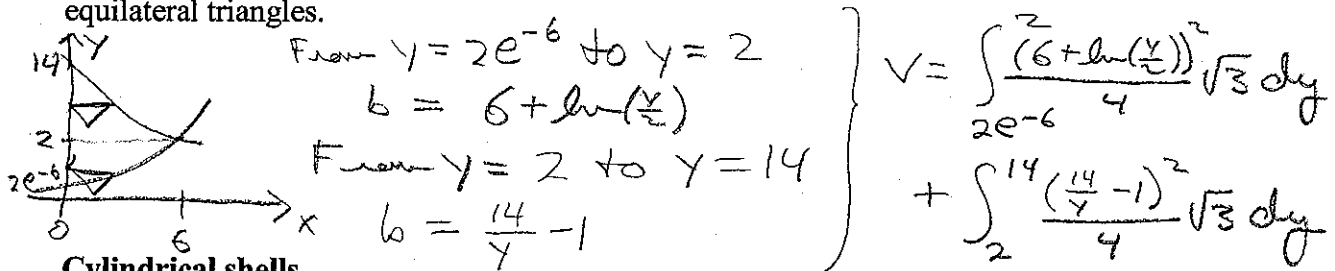 equilateral triangles.
y
14
2
2e^-6
0
6
x
From y = 2e^-6 to y = 2
b = 6 + ln(y/2)
From y = 2 to y = 14
b = 14/y - 1
V = ∫_{2e^-6}^{2} (6 + ln(y/2))^2/4 √3 dy
+ ∫_2^14 (14/y - 1)^2/4 √3 dy
Cylindrical shells